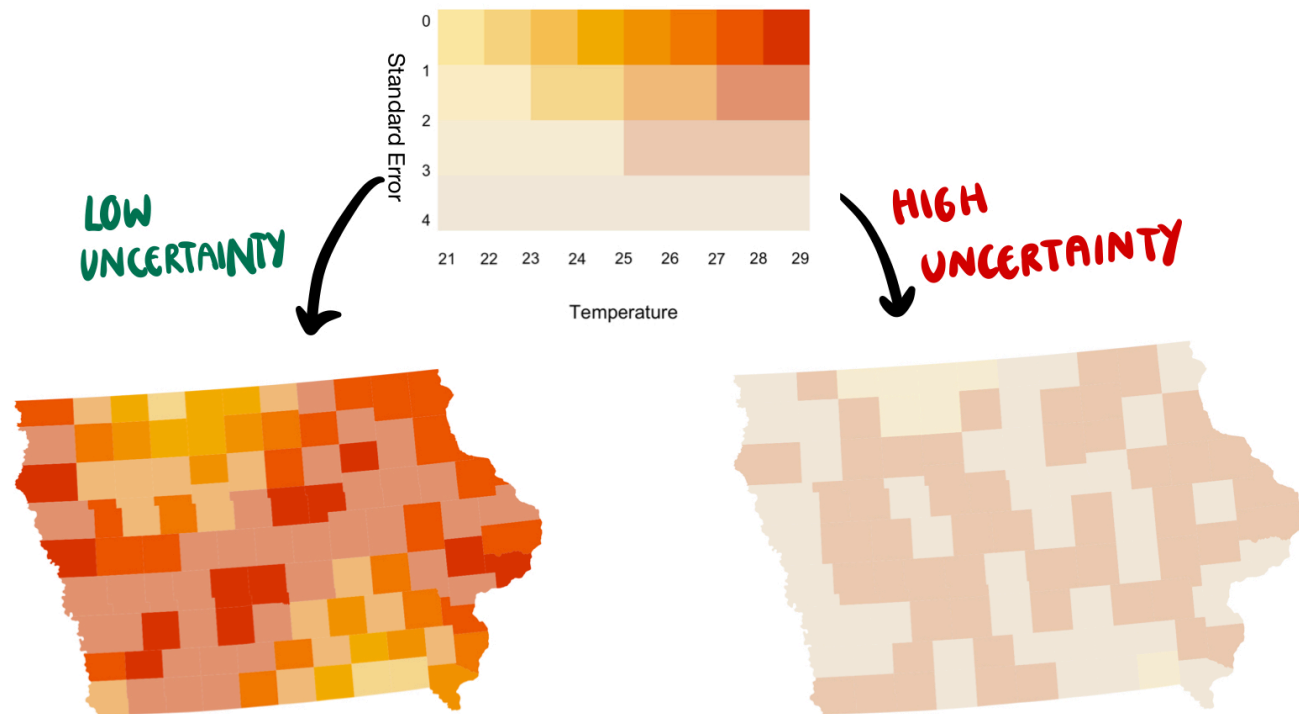 0
1
2
3
4
Standard Error
21 22 23 24 25 26 27 28 29
Temperature
LOW
UNCERTAINTY
HIGH
UNCERTAINTY